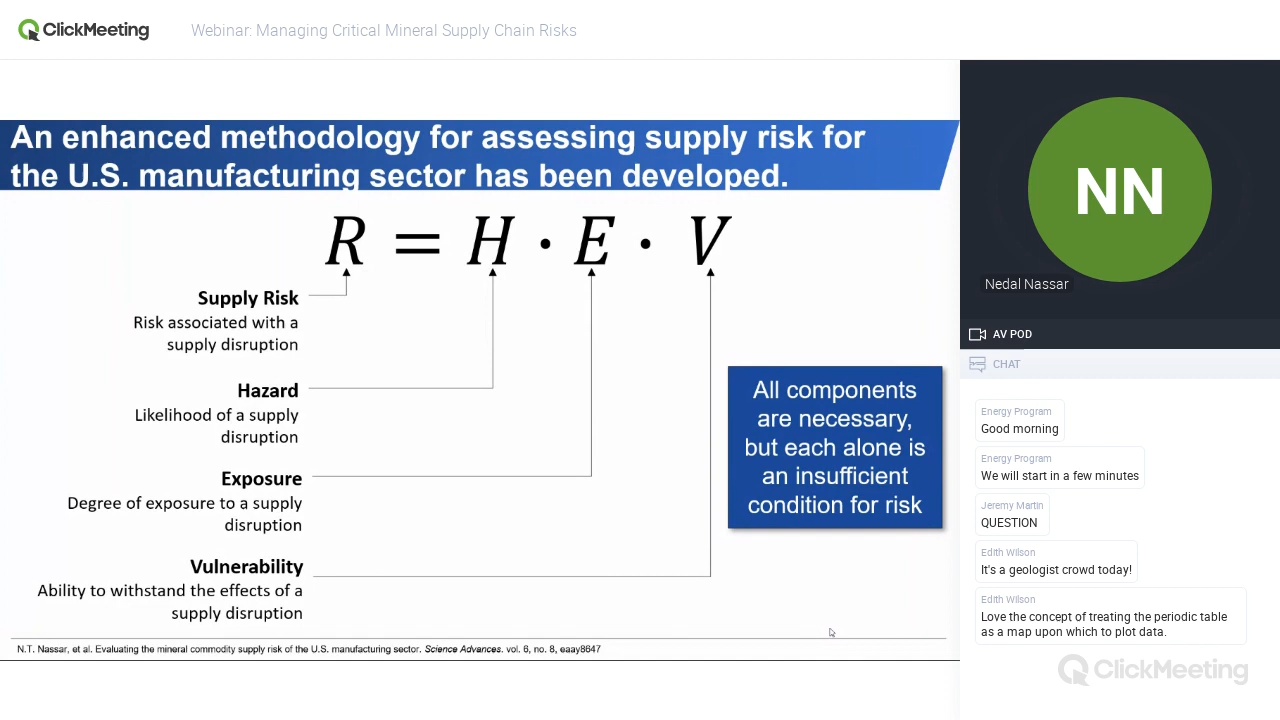 ClickMeeting
Webinar: Managing Critical Mineral Supply Chain Risks
An enhanced methodology for assessing supply risk for
the U.S. manufacturing sector has been developed.
R = H · E · V
Supply Risk
Risk associated with a
supply disruption
Hazard
Likelihood of a supply
disruption
Exposure
Degree of exposure to a supply
disruption
Vulnerability
Ability to withstand the effects of a
supply disruption
All components
are necessary,
but each alone is
an insufficient
condition for risk
N.T. Nassar, et al. Evaluating the mineral commodity supply risk of the U.S. manufacturing sector. Science Advances. vol. 6, no. 8, eaay8647
NN
Nedal Nassar
AV POD
CHAT
Energy Program
Good morning
Energy Program
We will start in a few minutes
Jeremy Martin
QUESTION
Edith Wilson
It's a geologist crowd today!
Edith Wilson
Love the concept of treating the periodic table
as a map upon which to plot data.
ClickMeeting